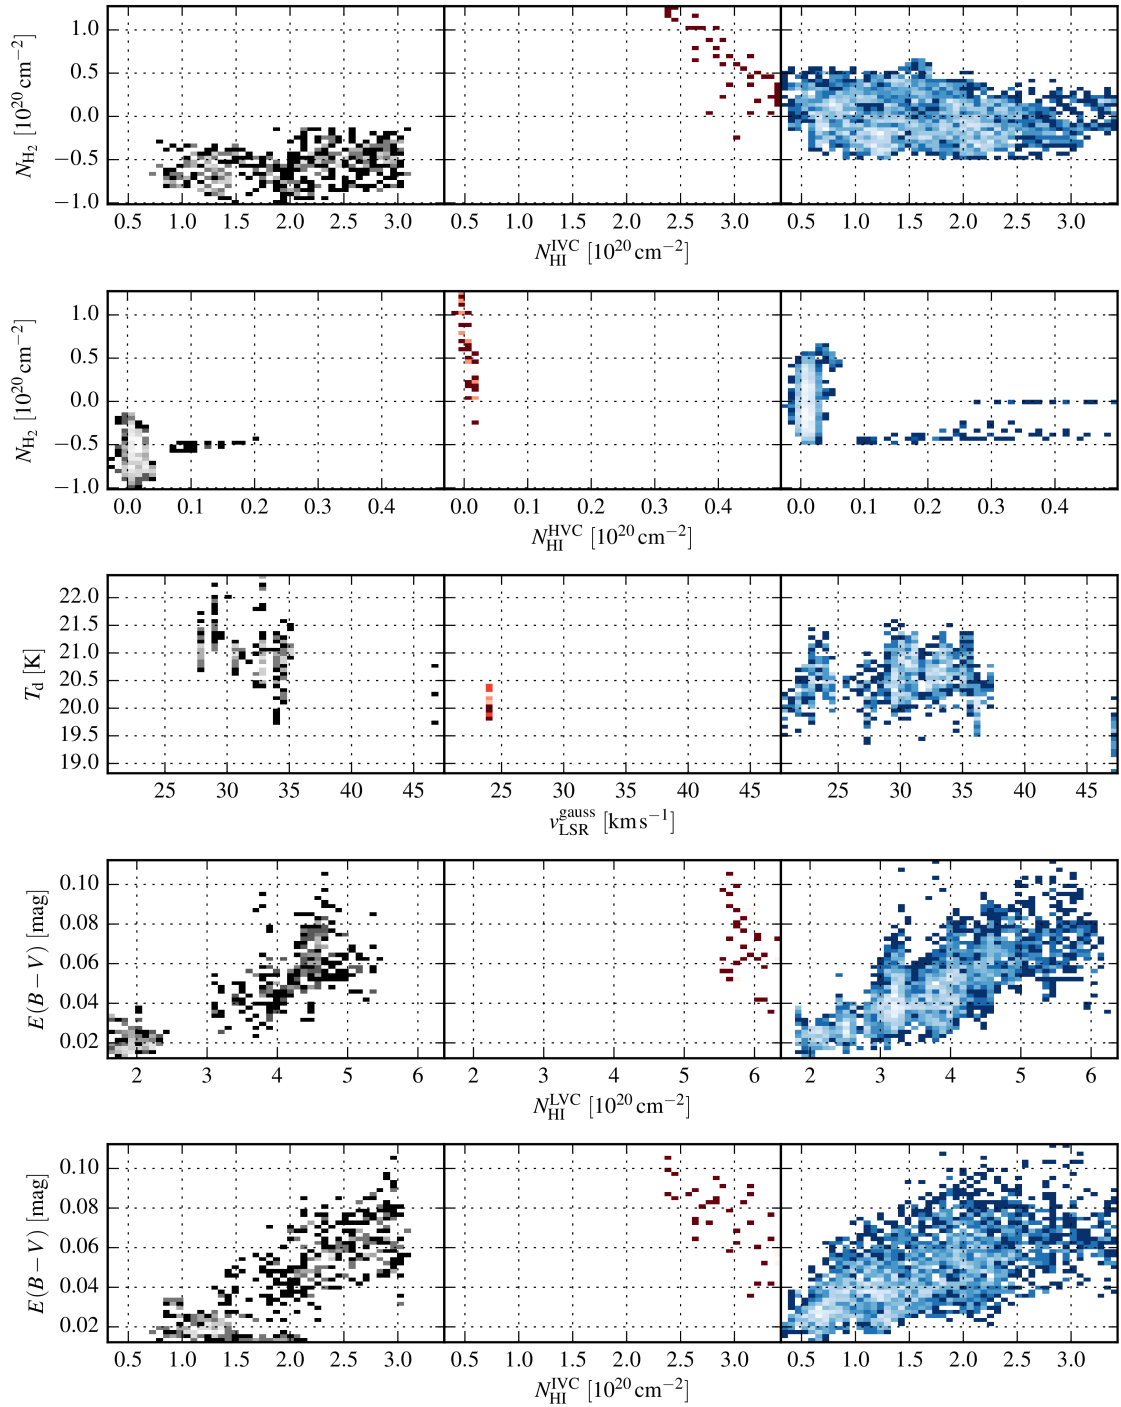 1.0
0.5
0.0
−0.5
−1.0
N_H2 [10^20 cm^−2]
0.5 1.0 1.5 2.0 2.5 3.0 0.5 1.0 1.5 2.0 2.5 3.0 0.5 1.0 1.5 2.0 2.5 3.0
N_HI^IVC [10^20 cm^−2]
1.0
0.5
0.0
−0.5
−1.0
N_H2 [10^20 cm^−2]
0.0 0.1 0.2 0.3 0.4 0.0 0.1 0.2 0.3 0.4 0.0 0.1 0.2 0.3 0.4
N_HI^HVC [10^20 cm^−2]
22.0
21.5
21.0
20.5
20.0
19.5
19.0
T_d [K]
25 30 35 40 45 25 30 35 40 45 25 30 35 40 45
v_LSR^gauss [km s^−1]
0.10
0.08
0.06
0.04
0.02
E(B − V) [mag]
2 3 4 5 6 2 3 4 5 6 2 3 4 5 6
N_HI^LVC [10^20 cm^−2]
0.10
0.08
0.06
0.04
0.02
E(B − V) [mag]
0.5 1.0 1.5 2.0 2.5 3.0 0.5 1.0 1.5 2.0 2.5 3.0 0.5 1.0 1.5 2.0 2.5 3.0
N_HI^IVC [10^20 cm^−2]